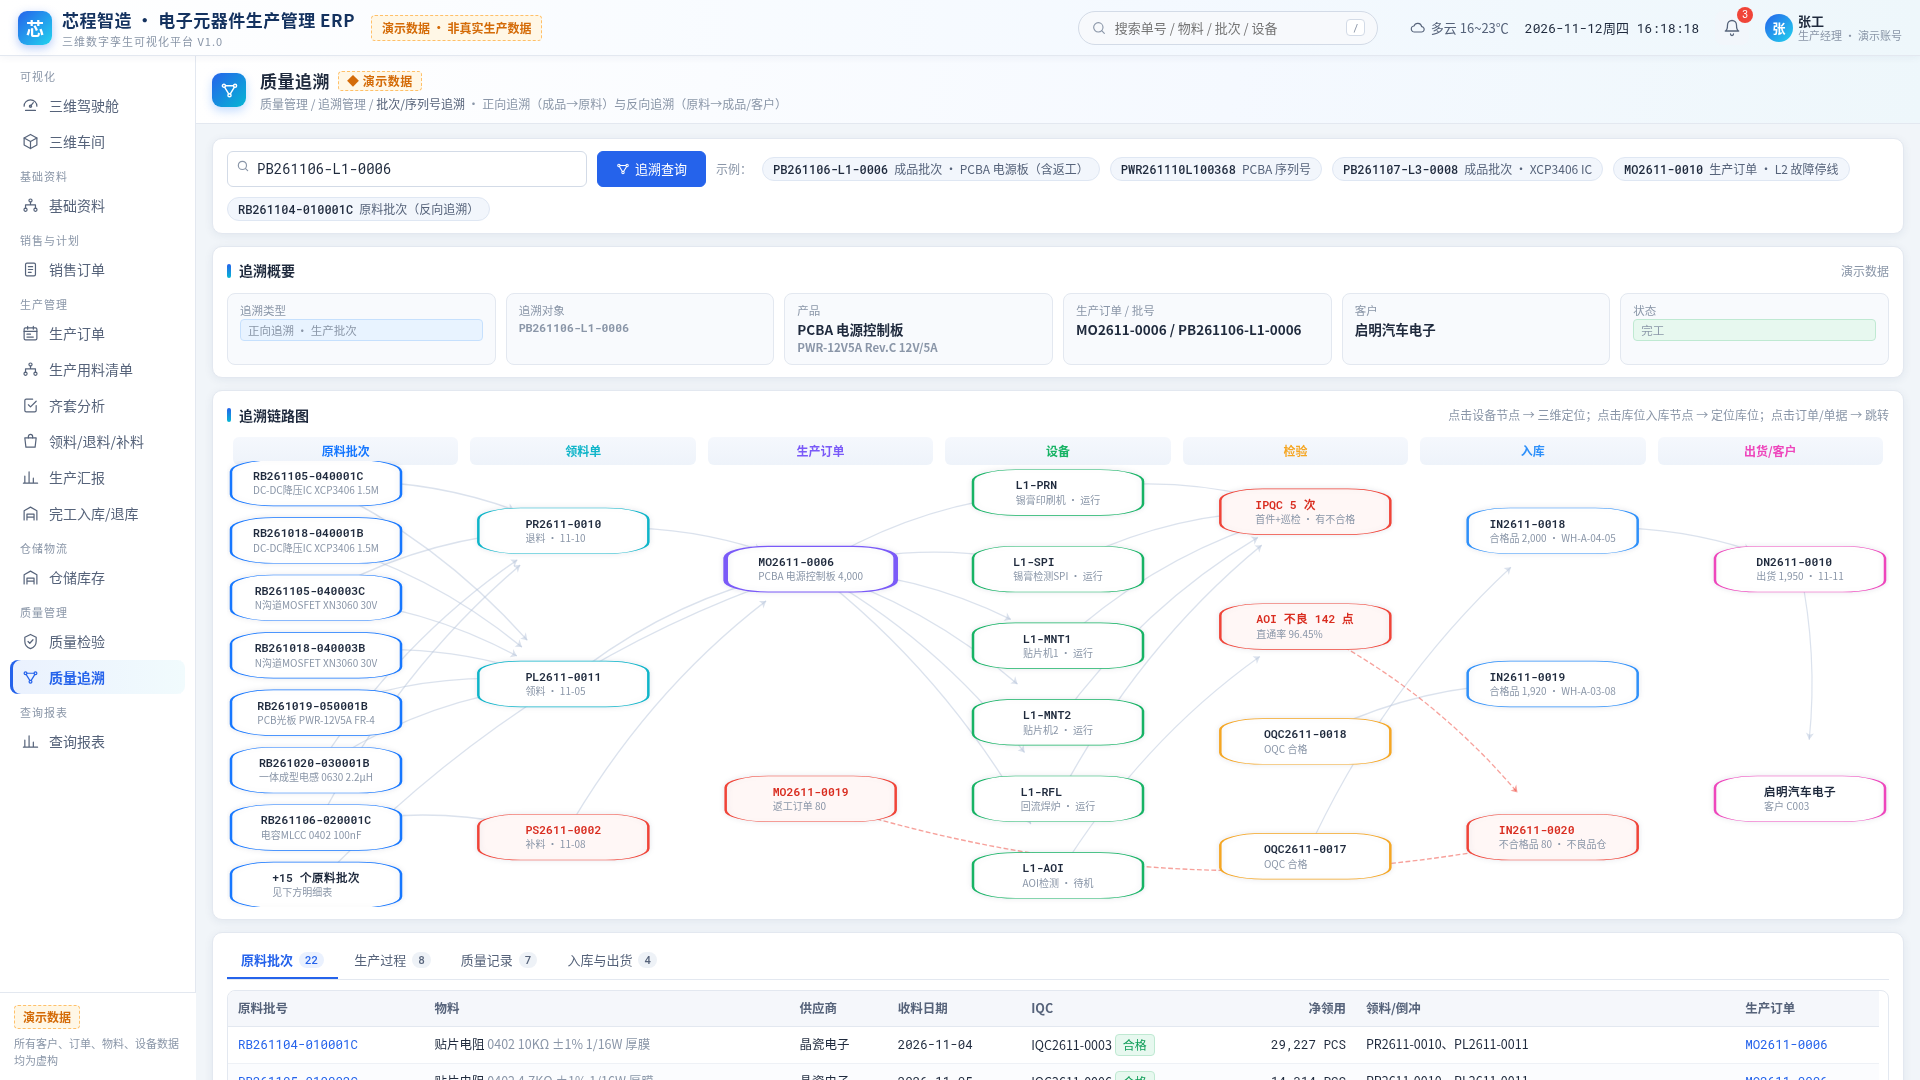 芯
芯程智造 · 电子元器件生产管理 ERP
三维数字孪生可视化平台 V1.0
演示数据 · 非真实生产数据
搜索单号 / 物料 / 批次 / 设备
/
多云 16~23℃
2026-11-12周四 16:18:18
3
张
张工
生产经理 · 演示账号
可视化
三维驾驶舱
三维车间
基础资料
基础资料
销售与计划
销售订单
生产管理
生产订单
生产用料清单
齐套分析
领料/退料/补料
生产汇报
完工入库/退库
仓储物流
仓储库存
质量管理
质量检验
质量追溯
查询报表
查询报表
演示数据
所有客户、订单、物料、设备数据
均为虚构
质量追溯
◆ 演示数据
质量管理 / 追溯管理 / 批次/序列号追溯 · 正向追溯（成品→原料）与反向追溯（原料→成品/客户）
PB261106-L1-0006
追溯查询
示例:
PB261106-L1-0006 成品批次 · PCBA 电源板（含返工）
PWR261110L100368 PCBA 序列号
PB261107-L3-0008 成品批次 · XCP3406 IC
MO2611-0010 生产订单 · L2 故障停线
RB261104-010001C 原料批次（反向追溯）
追溯概要
演示数据
追溯类型
正向追溯 · 生产批次
追溯对象
PB261106-L1-0006
产品
PCBA 电源控制板
PWR-12V5A Rev.C 12V/5A
生产订单 / 批号
MO2611-0006 / PB261106-L1-0006
客户
启明汽车电子
状态
完工
追溯链路图
点击设备节点 → 三维定位；点击库位入库节点 → 定位库位；点击订单/单据 → 跳转
原料批次
领料单
生产订单
设备
检验
入库
出货/客户
RB261105-040001C
DC-DC降压IC XCP3406 1.5M
RB261018-040001B
DC-DC降压IC XCP3406 1.5M
RB261105-040003C
N沟道MOSFET XN3060 30V
RB261018-040003B
N沟道MOSFET XN3060 30V
RB261019-050001B
PCB光板 PWR-12V5A FR-4
RB261020-030001B
一体成型电感 0630 2.2μH
RB261106-020001C
电容MLCC 0402 100nF
+15 个原料批次
见下方明细表
PR2611-0010
退料 · 11-10
PL2611-0011
领料 · 11-05
PS2611-0002
补料 · 11-08
MO2611-0006
PCBA 电源控制板 4,000
MO2611-0019
返工订单 80
L1-PRN
锡膏印刷机 · 运行
L1-SPI
锡膏检测SPI · 运行
L1-MNT1
贴片机1 · 运行
L1-MNT2
贴片机2 · 运行
L1-RFL
回流焊炉 · 运行
L1-AOI
AOI检测 · 待机
IPQC 5 次
首件+巡检 · 有不合格
AOI 不良 142 点
直通率 96.45%
OQC2611-0018
OQC 合格
OQC2611-0017
OQC 合格
IN2611-0018
合格品 2,000 · WH-A-04-05
IN2611-0019
合格品 1,920 · WH-A-03-08
IN2611-0020
不合格品 80 · 不良品仓
DN2611-0010
出货 1,950 · 11-11
启明汽车电子
客户 C003
原料批次 22
生产过程 8
质量记录 7
入库与出货 4
原料批号
物料
供应商
收料日期
IQC
净领用
领料/倒冲
生产订单
RB261104-010001C
贴片电阻 0402 10KΩ ±1% 1/16W 厚膜
晶瓷电子
2026-11-04
IQC2611-0003 合格
29,227 PCS
PR2611-0010、PL2611-0011
MO2611-0006